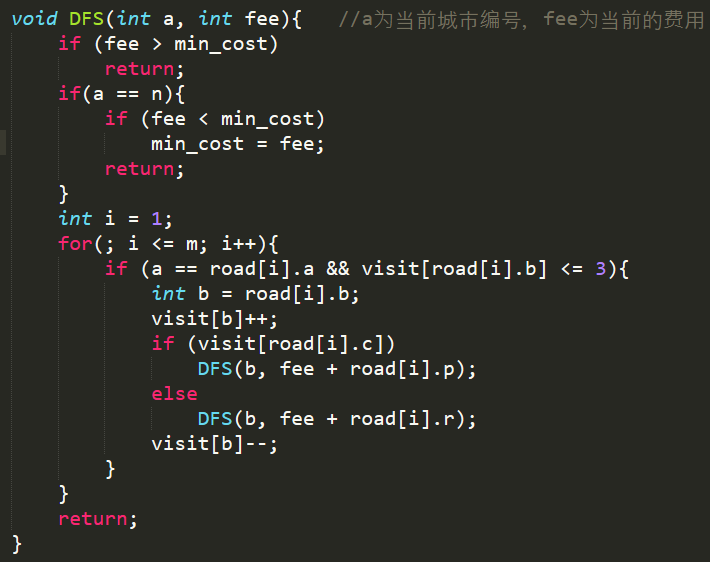 void DFS(int a, int fee){   //a为当前城市编号，fee为当前的费用
    if (fee > min_cost)
        return;
    if(a == n){
        if (fee < min_cost)
            min_cost = fee;
        return;
    }
    int i = 1;
    for(; i <= m; i++){
        if (a == road[i].a && visit[road[i].b] <= 3){
            int b = road[i].b;
            visit[b]++;
            if (visit[road[i].c])
                DFS(b, fee + road[i].p);
            else
                DFS(b, fee + road[i].r);
            visit[b]--;
        }
    }
    return;
}